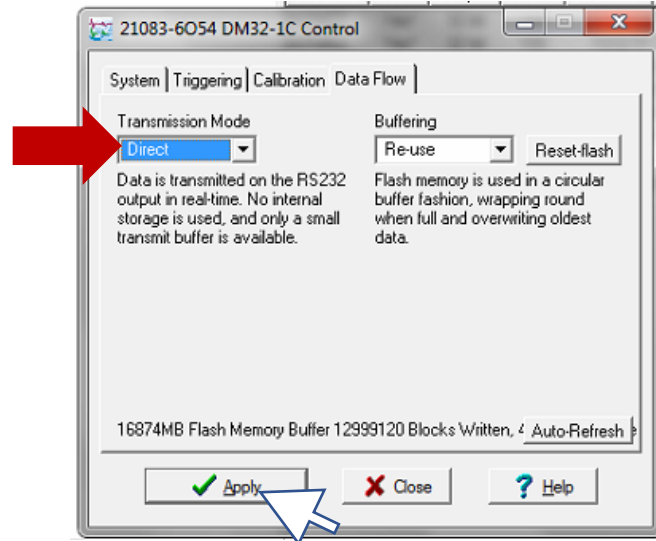 21083-6O54 DM32-1C Control
System Triggering Calibration Data Flow
Transmission Mode
Direct
Data is transmitted on the RS232
output in real-time. No internal
storage is used, and only a small
transmit buffer is available.
Buffering
Re-use
Reset-flash
Flash memory is used in a circular
buffer fashion, wrapping round
when full and overwriting oldest
data.
16874MB Flash Memory Buffer 12999120 Blocks Written, Auto-Refresh
Apply Close Help